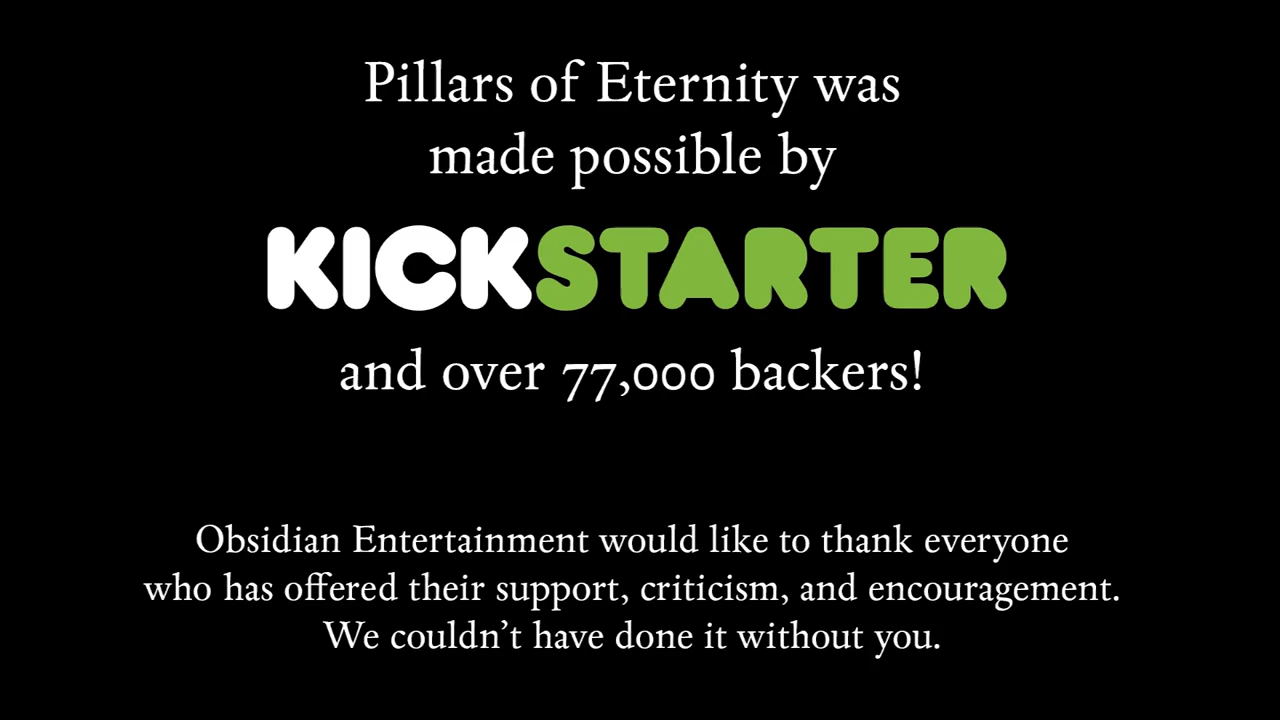 Pillars of Eternity was
made possible by
KICKSTARTER
and over 77,000 backers!
Obsidian Entertainment would like to thank everyone
who has offered their support, criticism, and encouragement.
We couldn’t have done it without you.